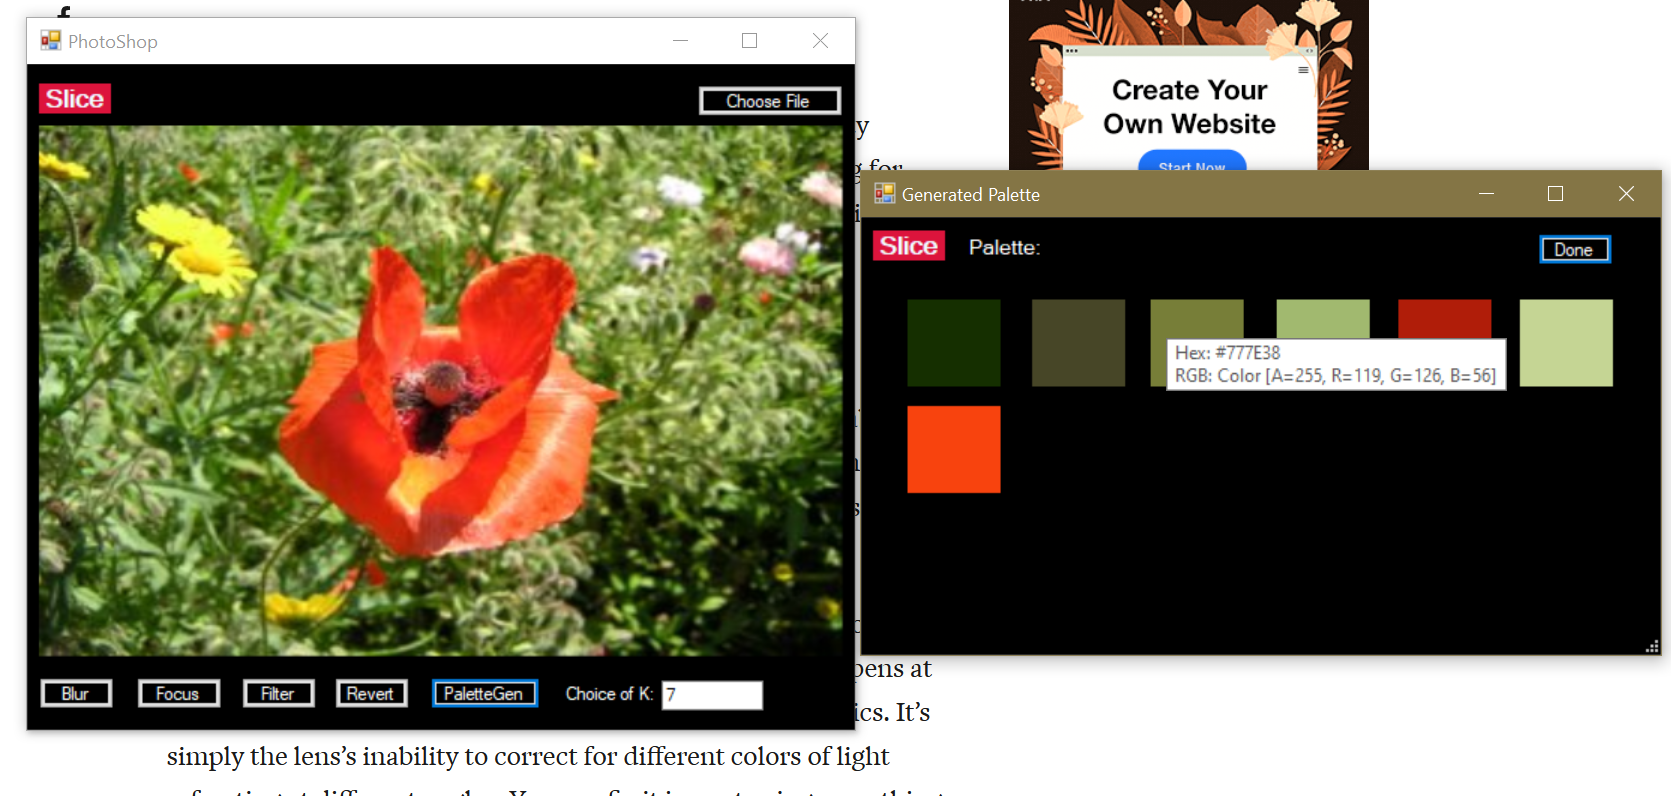 PhotoShop
Slice
Choose File
Blur
Focus
Filter
Revert
PaletteGen
Choice of K:
7
y
g for
Create Your
Own Website
Start Now
Generated Palette
Slice
Palette:
Done
Hex: #777E38
RGB: Color [A=255, R=119, G=126, B=56]
pens at
ics. It’s
simply the lens’s inability to correct for different colors of light